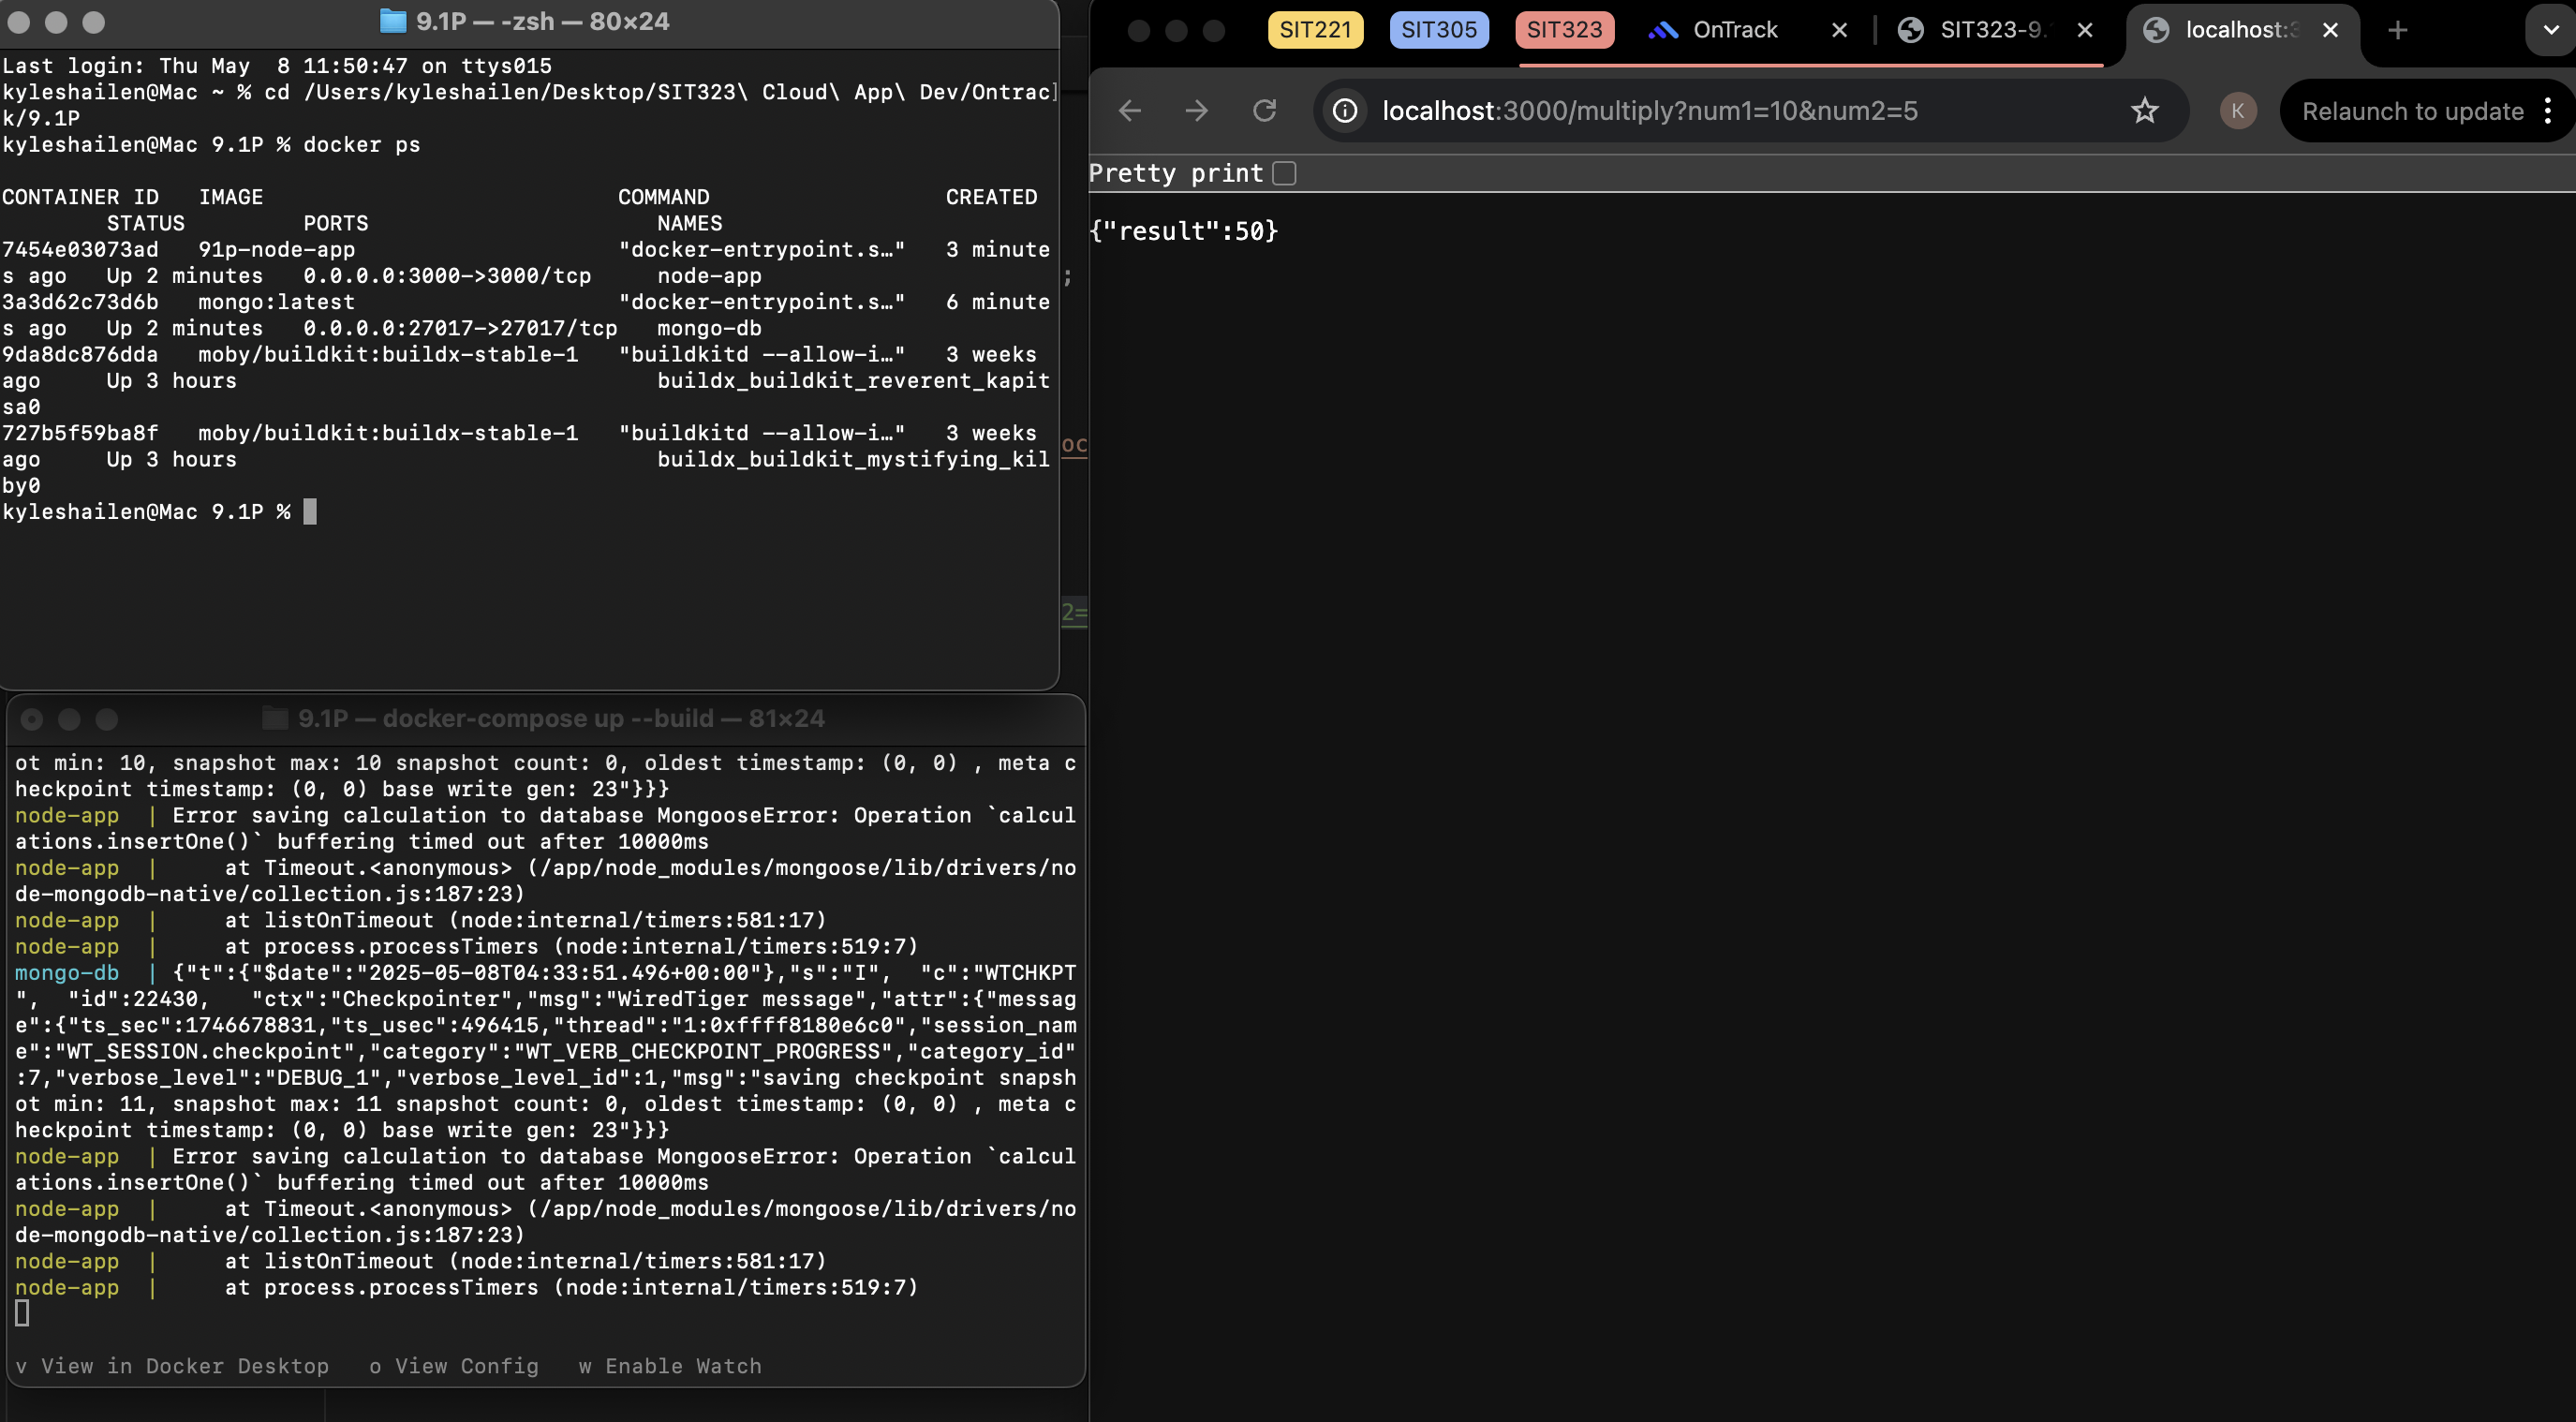 9.1P — -zsh — 80×24
Last login: Thu May  8 11:50:47 on ttys015
kyleshailen@Mac ~ % cd /Users/kyleshailen/Desktop/SIT323\ Cloud\ App\ Dev/Ontrac]
k/9.1P
kyleshailen@Mac 9.1P % docker ps
CONTAINER ID   IMAGE                           COMMAND                  CREATED
        STATUS         PORTS                      NAMES
7454e03073ad   91p-node-app                    "docker-entrypoint.s…"   3 minute
s ago   Up 2 minutes   0.0.0.0:3000->3000/tcp     node-app
3a3d62c73d6b   mongo:latest                    "docker-entrypoint.s…"   6 minute
s ago   Up 2 minutes   0.0.0.0:27017->27017/tcp   mongo-db
9da8dc876dda   moby/buildkit:buildx-stable-1   "buildkitd --allow-i…"   3 weeks
ago     Up 3 hours                                buildx_buildkit_reverent_kapit
sa0
727b5f59ba8f   moby/buildkit:buildx-stable-1   "buildkitd --allow-i…"   3 weeks
ago     Up 3 hours                                buildx_buildkit_mystifying_kil
by0
kyleshailen@Mac 9.1P %
;
oc
2=
9.1P — docker-compose up --build — 81×24
ot min: 10, snapshot max: 10 snapshot count: 0, oldest timestamp: (0, 0) , meta c
heckpoint timestamp: (0, 0) base write gen: 23"}}}
node-app  | Error saving calculation to database MongooseError: Operation `calcul
ations.insertOne()` buffering timed out after 10000ms
node-app  |     at Timeout.<anonymous> (/app/node_modules/mongoose/lib/drivers/no
de-mongodb-native/collection.js:187:23)
node-app  |     at listOnTimeout (node:internal/timers:581:17)
node-app  |     at process.processTimers (node:internal/timers:519:7)
mongo-db  | {"t":{"$date":"2025-05-08T04:33:51.496+00:00"},"s":"I",  "c":"WTCHKPT
",  "id":22430,   "ctx":"Checkpointer","msg":"WiredTiger message","attr":{"messag
e":{"ts_sec":1746678831,"ts_usec":496415,"thread":"1:0xffff8180e6c0","session_nam
e":"WT_SESSION.checkpoint","category":"WT_VERB_CHECKPOINT_PROGRESS","category_id"
:7,"verbose_level":"DEBUG_1","verbose_level_id":1,"msg":"saving checkpoint snapsh
ot min: 11, snapshot max: 11 snapshot count: 0, oldest timestamp: (0, 0) , meta c
heckpoint timestamp: (0, 0) base write gen: 23"}}}
node-app  | Error saving calculation to database MongooseError: Operation `calcul
ations.insertOne()` buffering timed out after 10000ms
node-app  |     at Timeout.<anonymous> (/app/node_modules/mongoose/lib/drivers/no
de-mongodb-native/collection.js:187:23)
node-app  |     at listOnTimeout (node:internal/timers:581:17)
node-app  |     at process.processTimers (node:internal/timers:519:7)
v View in Docker Desktop   o View Config   w Enable Watch
SIT221 SIT305 SIT323 OnTrack SIT323-9. localhost:3
localhost:3000/multiply?num1=10&num2=5 K Relaunch to update
Pretty print
{"result":50}